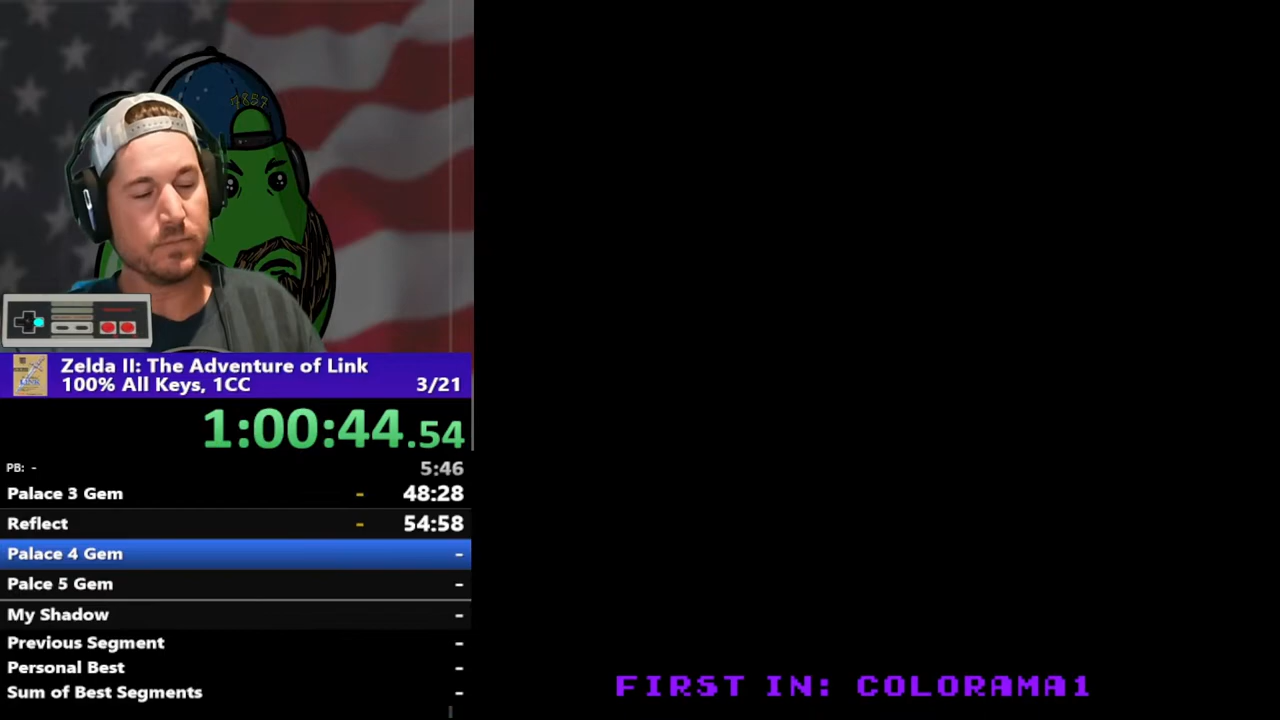 7857
Zelda II: The Adventure of Link
100% All Keys, 1CC 3/21
1:00:44.54
PB: - 5:46
Palace 3 Gem - 48:28
Reflect - 54:58
Palace 4 Gem -
Palce 5 Gem -
My Shadow -
Previous Segment -
Personal Best -
Sum of Best Segments -
FIRST IN: COLORAMA1